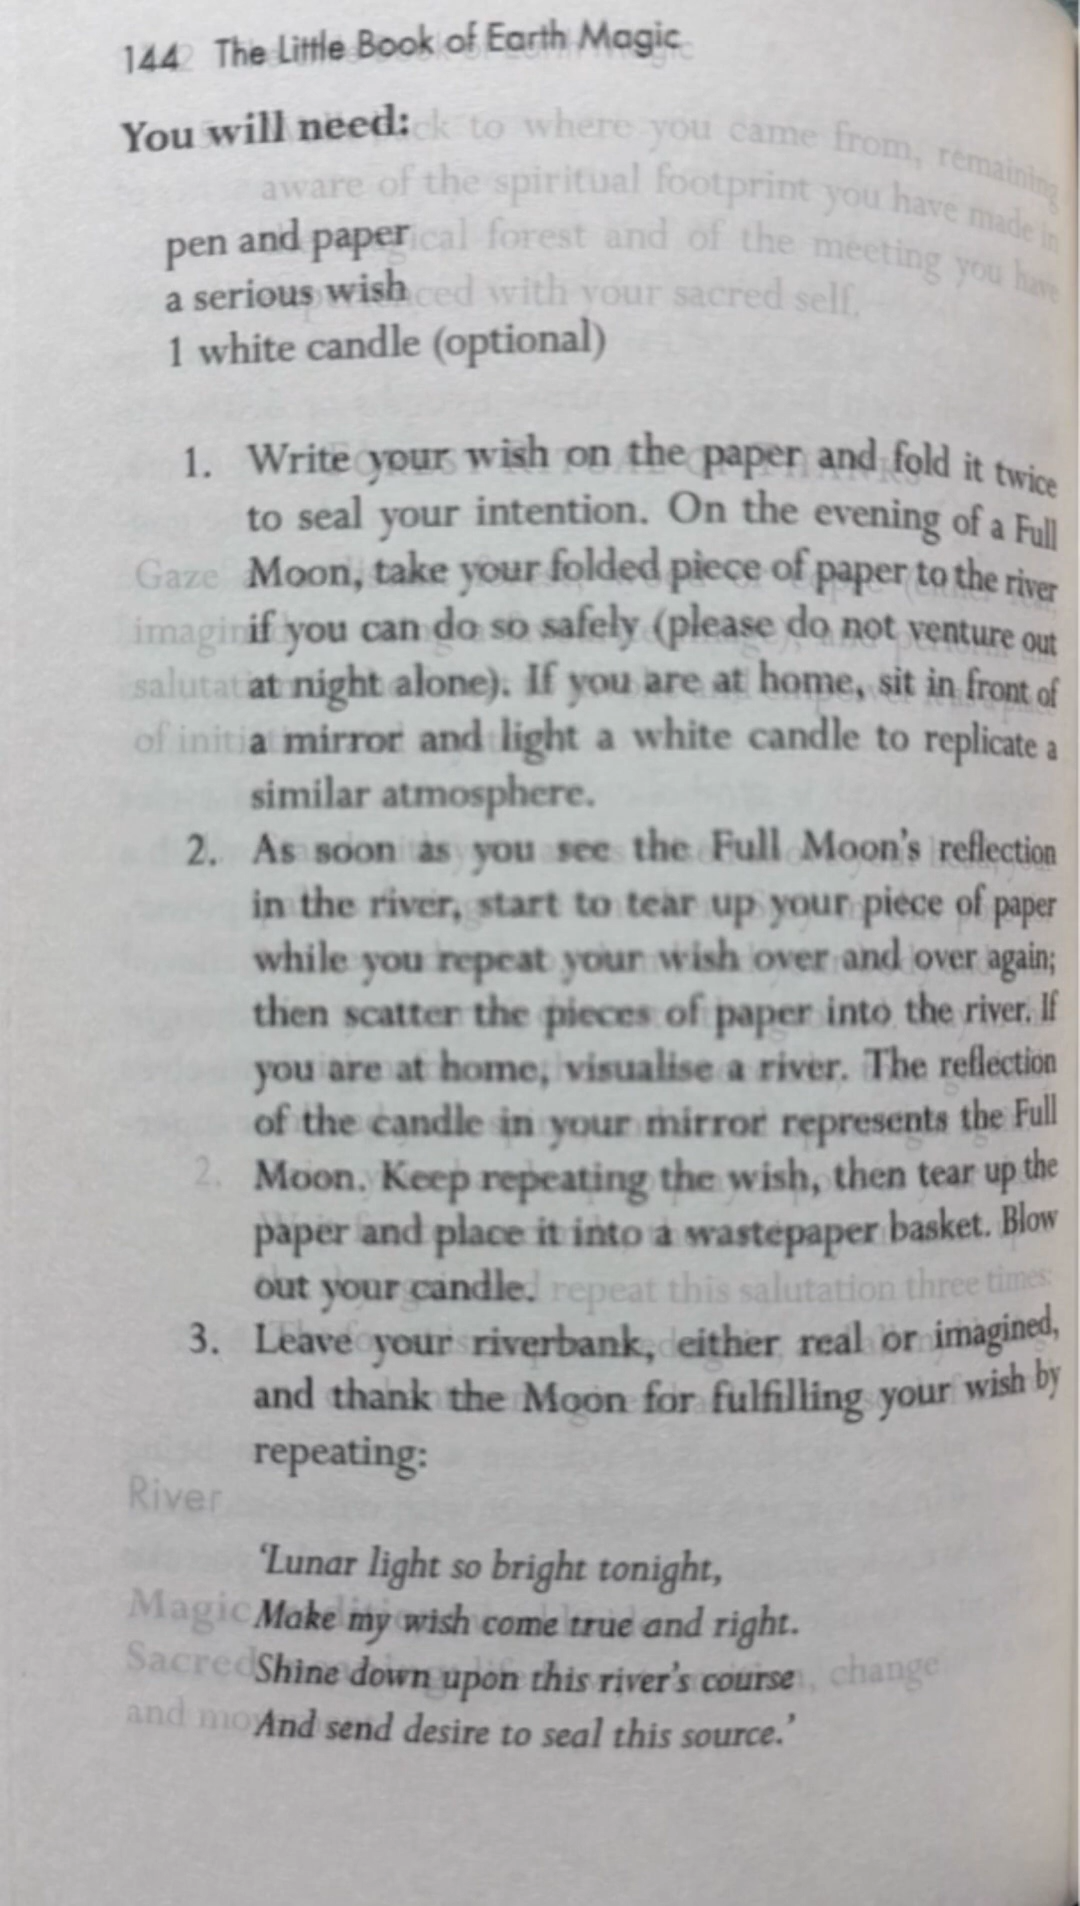 144 The Little Book of Earth Magic
You will need:
pen and paper
a serious wish
1 white candle (optional)
1. Write your wish on the paper and fold it twice
to seal your intention. On the evening of a Full
Moon, take your folded piece of paper to the river
if you can do so safely (please do not venture out
at night alone). If you are at home, sit in front of
a mirror and light a white candle to replicate a
similar atmosphere.
2. As soon as you see the Full Moon's reflection
in the river, start to tear up your piece of paper
while you repeat your wish over and over again;
then scatter the pieces of paper into the river. If
you are at home, visualise a river. The reflection
of the candle in your mirror represents the Full
Moon. Keep repeating the wish, then tear up the
paper and place it into a wastepaper basket. Blow
out your candle.
3. Leave your riverbank, either real or imagined,
and thank the Moon for fulfilling your wish by
repeating:
'Lunar light so bright tonight,
Make my wish come true and right.
Shine down upon this river's course
And send desire to seal this source.'